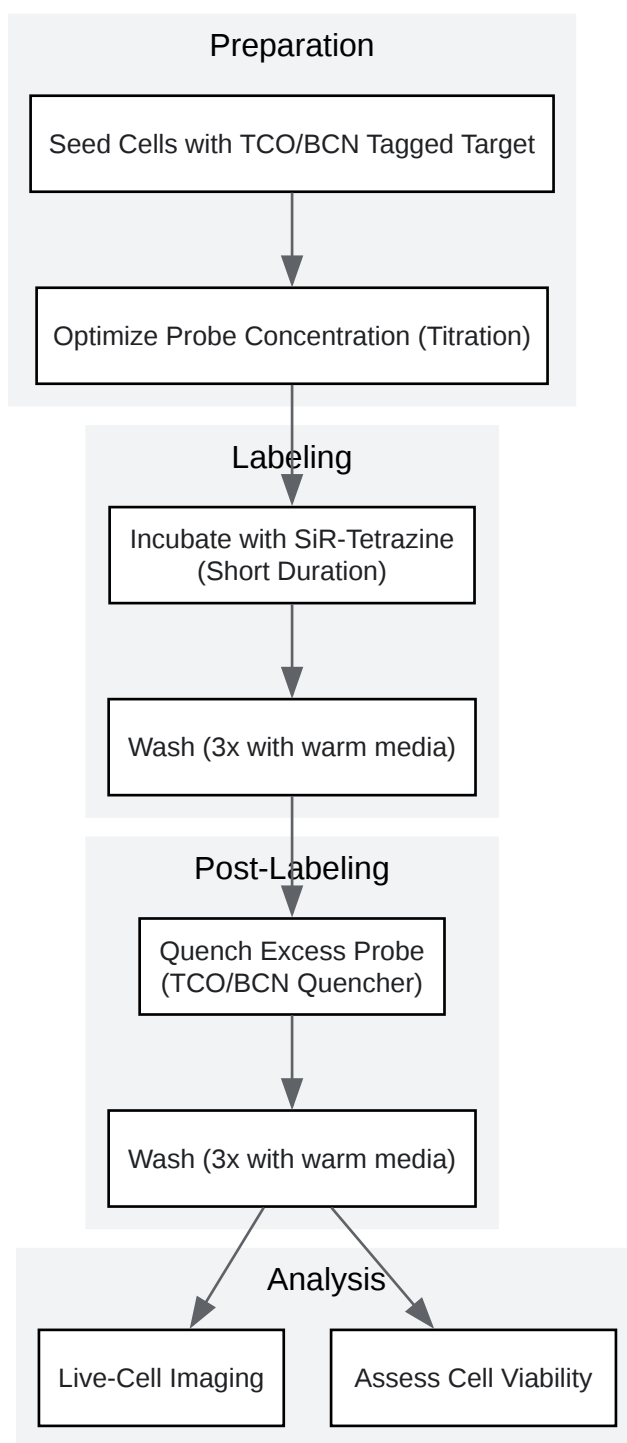 Preparation
Seed Cells with TCO/BCN Tagged Target
Optimize Probe Concentration (Titration)
Labeling
Incubate with SiR-Tetrazine
(Short Duration)
Wash (3x with warm media)
Post-Labeling
Quench Excess Probe
(TCO/BCN Quencher)
Wash (3x with warm media)
Analysis
Live-Cell Imaging
Assess Cell Viability